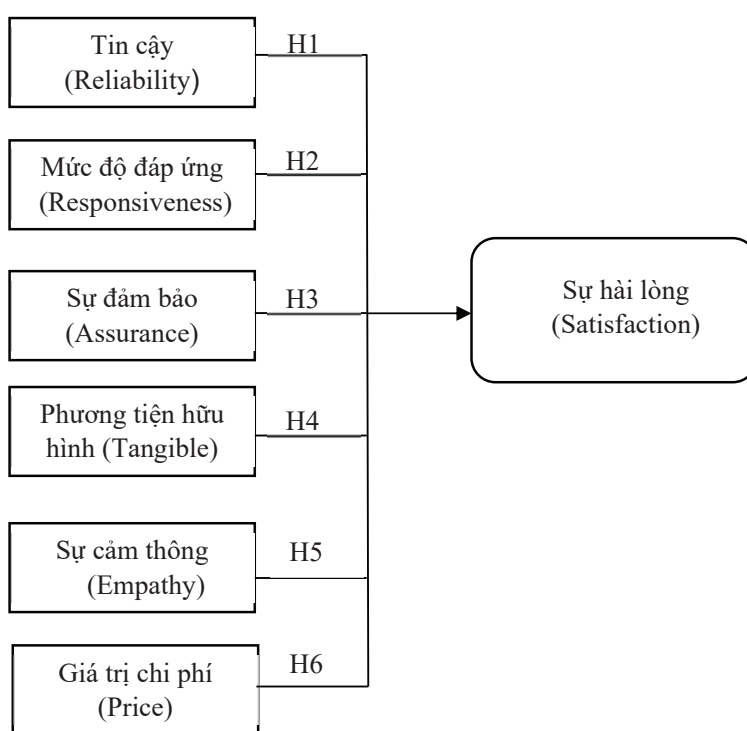 Tin cậy
(Reliability)
H1
Mức độ đáp ứng
(Responsiveness)
H2
Sự đảm bảo
(Assurance)
H3
Phương tiện hữu
hình (Tangible)
H4
Sự cảm thông
(Empathy)
H5
Giá trị chi phí
(Price)
H6
Sự hài lòng
(Satisfaction)